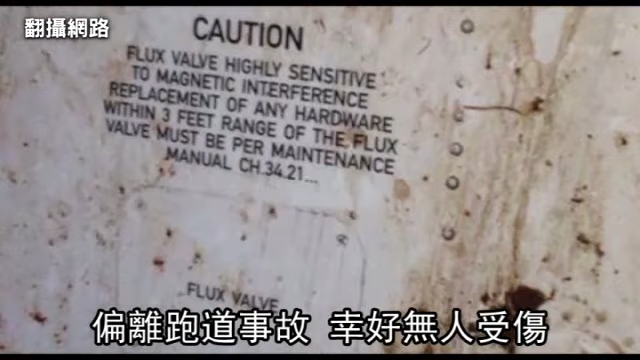 翻攝網路
CAUTION
FLUX VALVE HIGHLY SENSITIVE
TO MAGNETIC INTERFERENCE
REPLACEMENT OF ANY HARDWARE
WITHIN 3 FEET RANGE OF THE FLUX
VALVE MUST BE PER MAINTENANCE
MANUAL CH.34.21...
FLUX VALVE
偏離跑道事故 幸好無人受傷